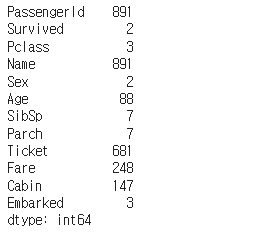 PassengerId    891
Survived         2
Pclass           3
Name           891
Sex              2
Age             88
SibSp            7
Parch            7
Ticket         681
Fare           248
Cabin          147
Embarked         3
dtype: int64